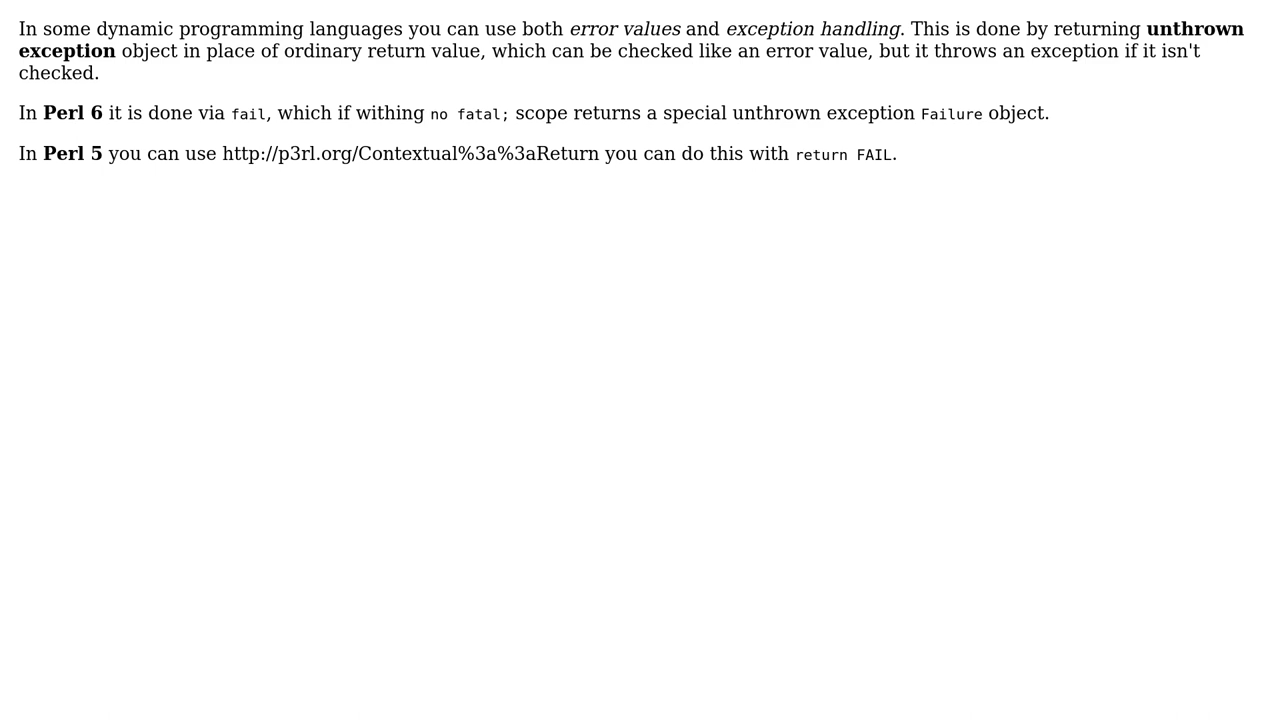 In some dynamic programming languages you can use both error values and exception handling. This is done by returning unthrown
exception object in place of ordinary return value, which can be checked like an error value, but it throws an exception if it isn't
checked.
In Perl 6 it is done via fail, which if withing no fatal; scope returns a special unthrown exception Failure object.
In Perl 5 you can use http://p3rl.org/Contextual%3a%3aReturn you can do this with return FAIL.